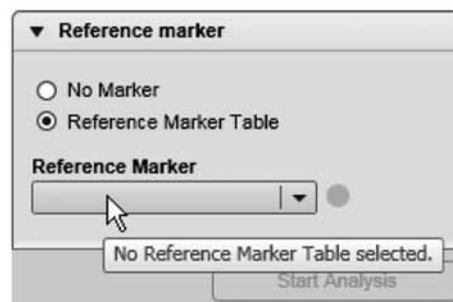 Reference marker
No Marker
Reference Marker Table
Reference Marker
No Reference Marker Table selected.
Start Analysis